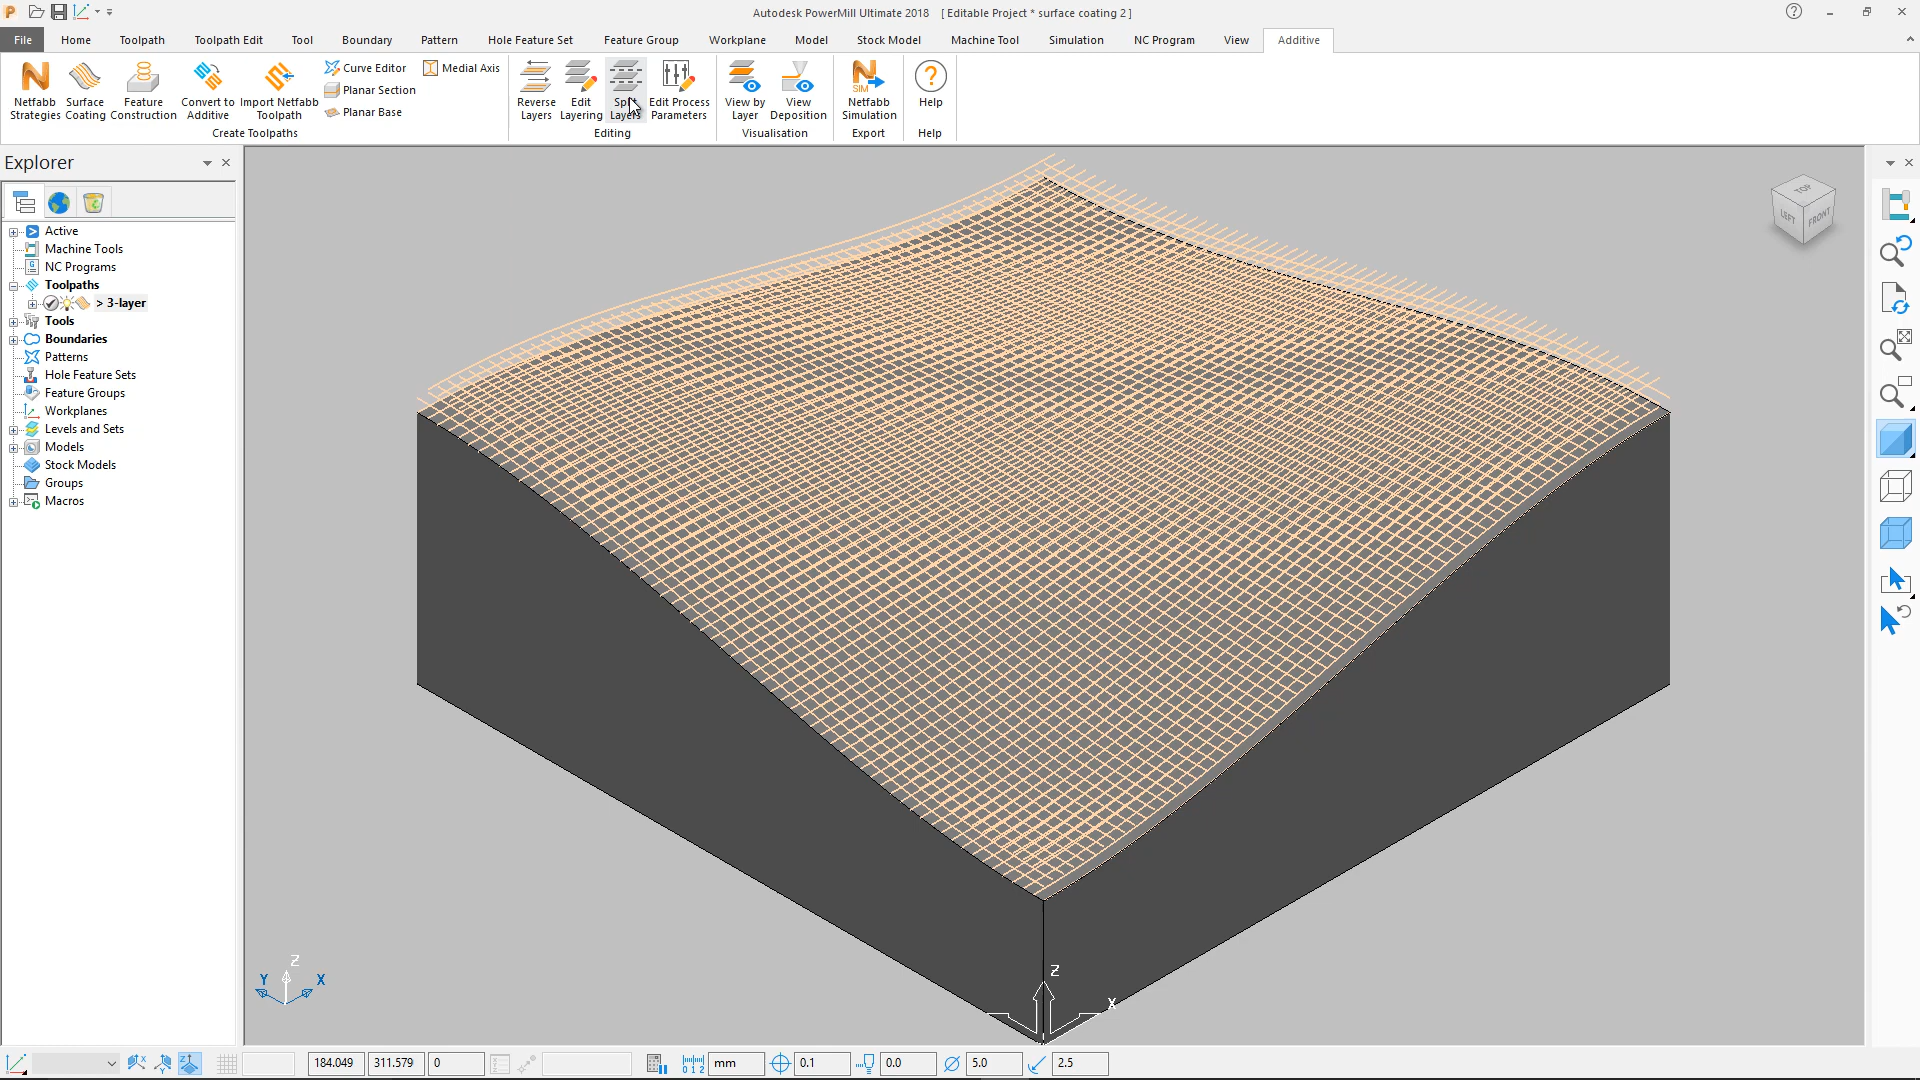 Autodesk PowerMill Ultimate 2018 [ Editable Project * surface coating 2 ]
File Home Toolpath Toolpath Edit Tool Boundary Pattern Hole Feature Set Feature Group Workplane Model Stock Model Machine Tool Simulation NC Program View Additive
Netfabb Strategies
Surface Coating
Feature Construction
Convert to Additive
Import Netfabb Toolpath
Curve Editor
Planar Section
Planar Base
Medial Axis
Create Toolpaths
Reverse Layers
Edit Layering
Split Layers
Edit Process Parameters
Editing
View by Layer
View Deposition
Visualisation
SIM
Netfabb Simulation
Export
Help
Help
Explorer
Active
Machine Tools
NC Programs
Toolpaths
> 3-layer
Tools
Boundaries
Patterns
Hole Feature Sets
Feature Groups
Workplanes
Levels and Sets
Models
Stock Models
Groups
Macros
TOP
LEFT
FRONT
Z
Y
X
Z
X
184.049 311.579 0 mm 0.1 0.0 5.0 2.5